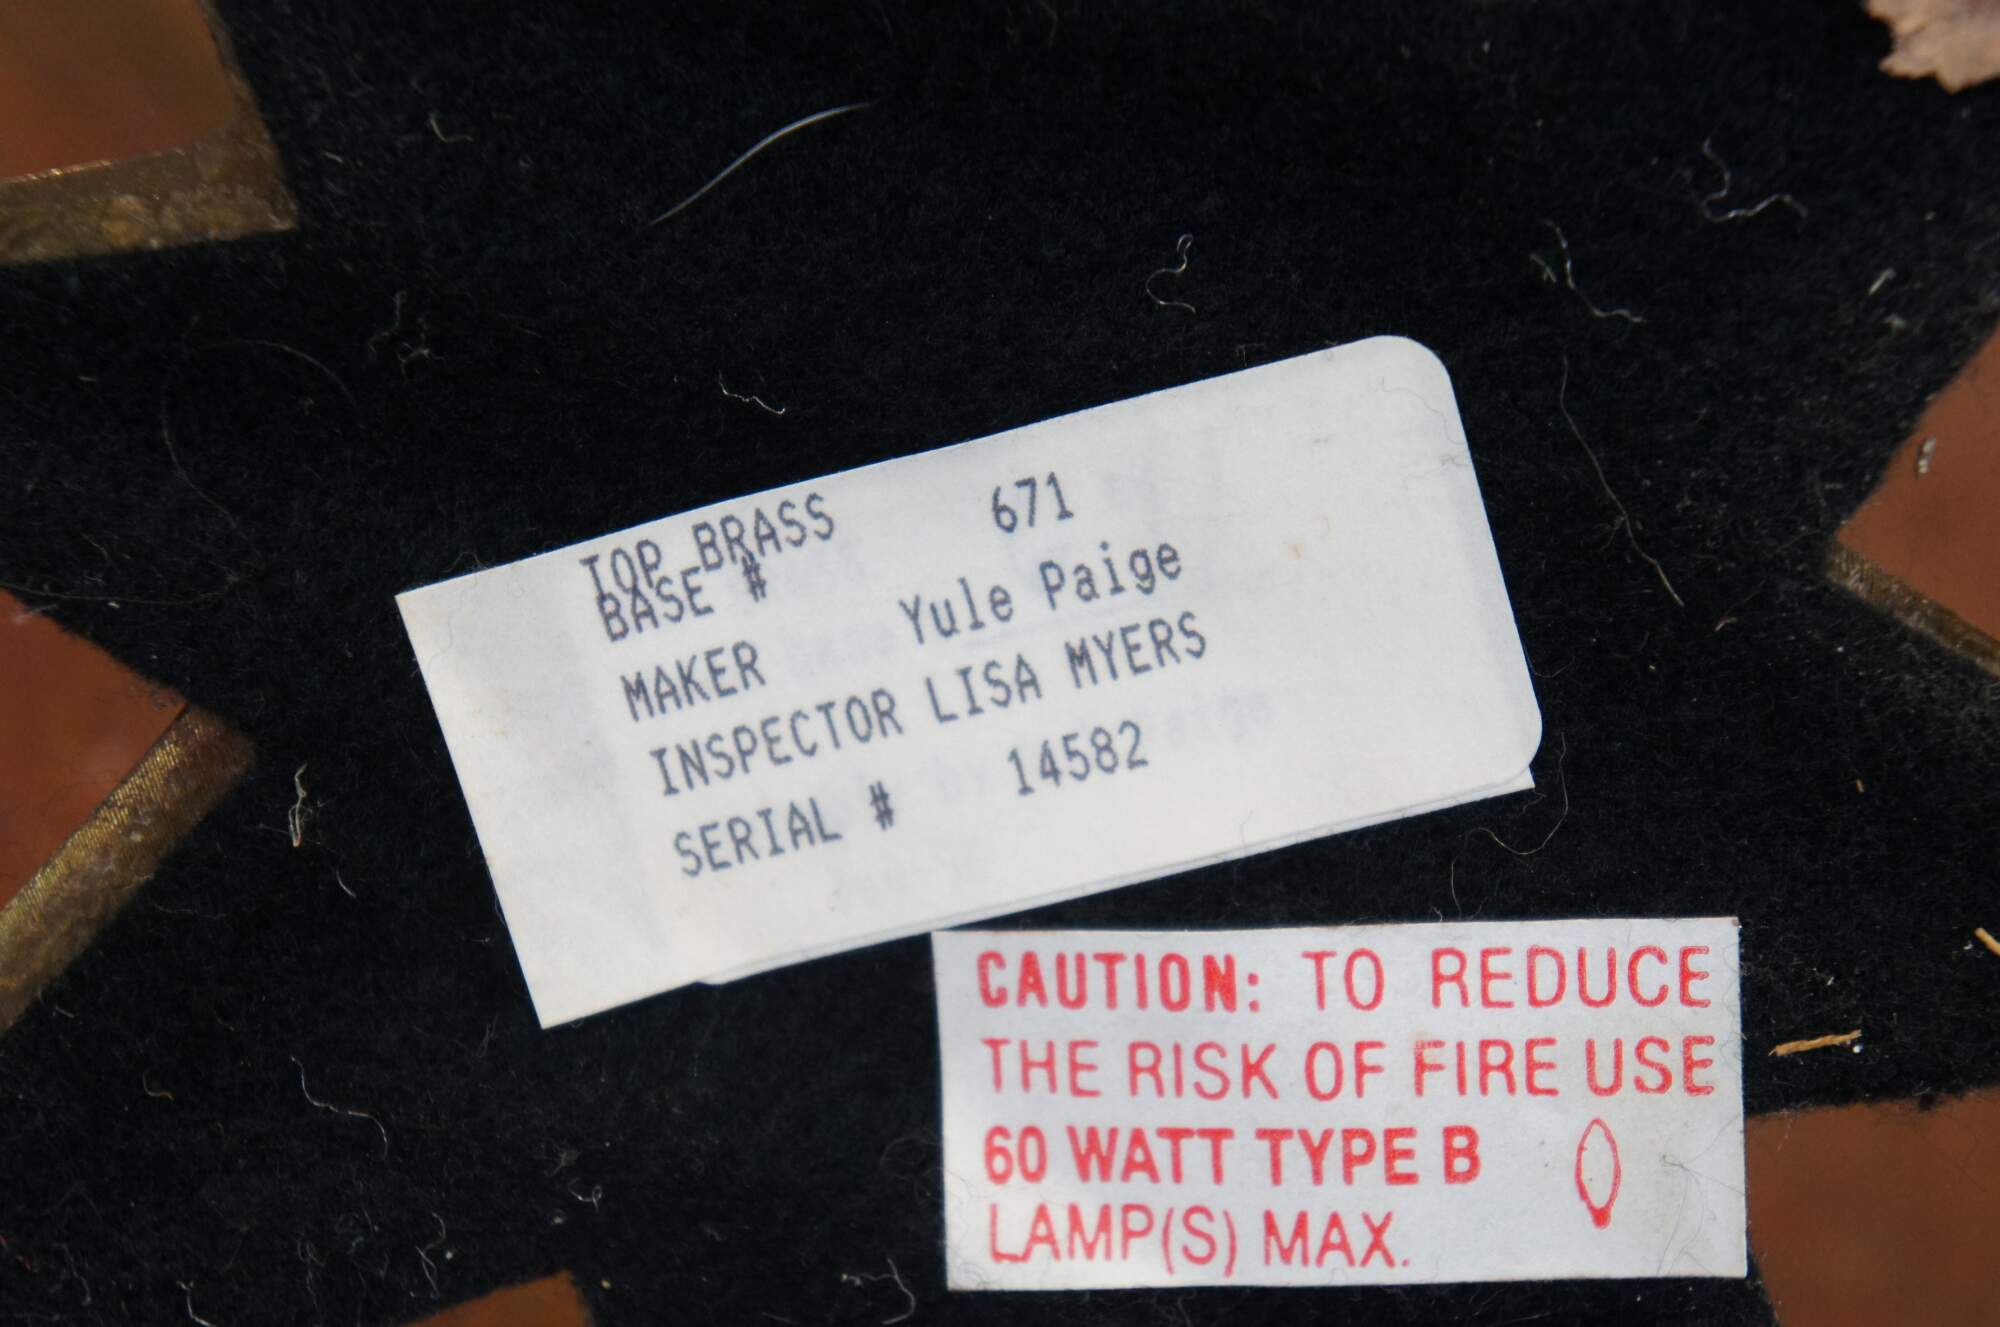 TOP BRASS 671
BASE #
MAKER Yule Paige
INSPECTOR LISA MYERS
SERIAL # 14582
CAUTION: TO REDUCE
THE RISK OF FIRE USE
60 WATT TYPE B
LAMP(S) MAX.